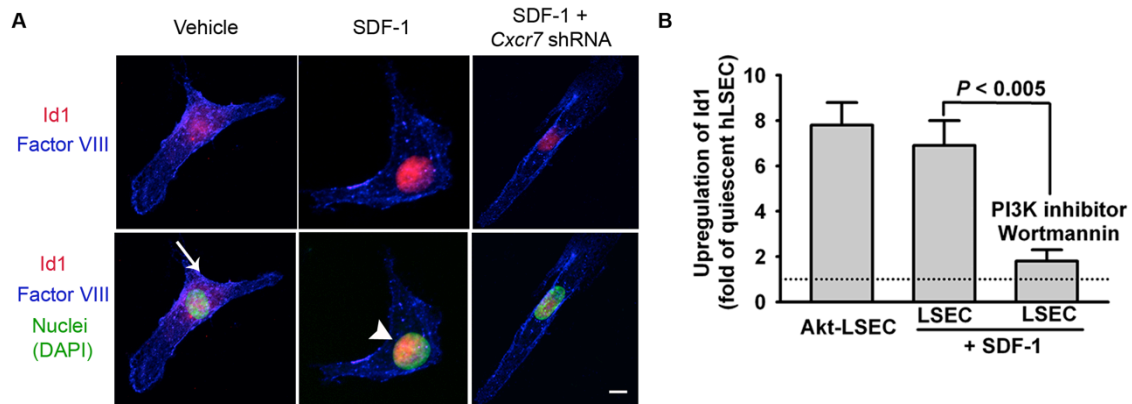 A
Vehicle
SDF-1
SDF-1 +
Cxcr7 shRNA
Id1
Factor VIII
Id1
Factor VIII
Nuclei
(DAPI)
B
Upregulation of Id1
(fold of quiescent hLSEC)
10
8
6
4
2
0
P < 0.005
PI3K inhibitor
Wortmannin
Akt-LSEC
LSEC
LSEC
+ SDF-1